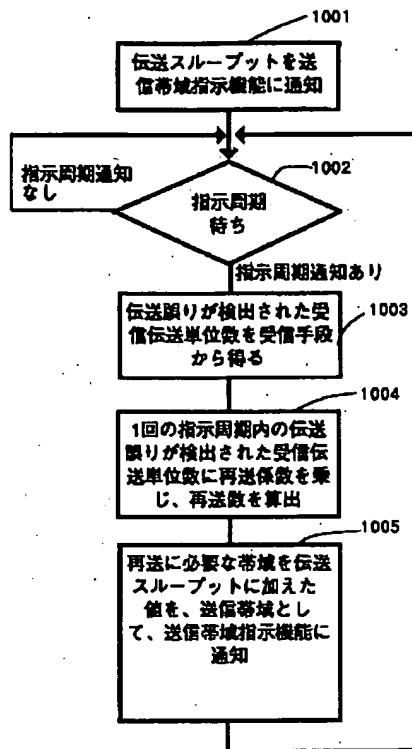 1001
伝送スループットを送
信帯域指示機能に通知
1002
指示周期通知
なし
指示周期
待ち
指示周期通知あり
1003
伝送誤りが検出された受
信伝送単位数を受信手段
から得る
1004
1回の指示周期内の伝送
誤りが検出された受信伝
送単位数に再送係数を乗
じ、再送数を算出
1005
再送に必要な帯域を伝送
スループットに加えた
値を、送信帯域とし
て、送信帯域指示機能に
通知